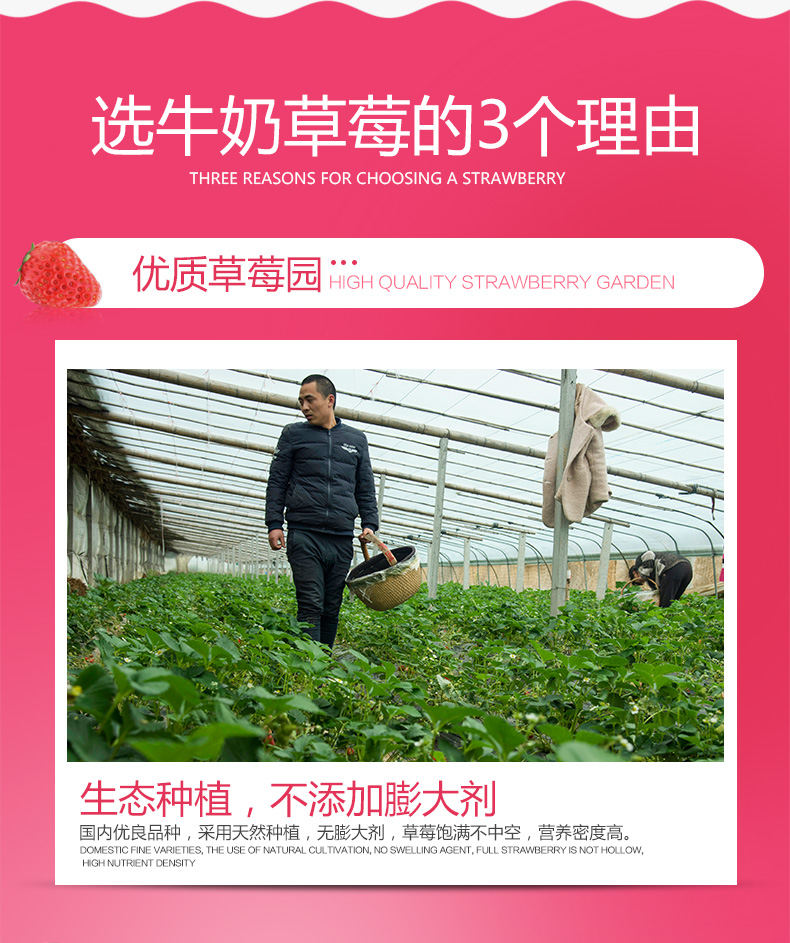 选牛奶草莓的3个理由
THREE REASONS FOR CHOOSING A STRAWBERRY
优质草莓园...
HIGH QUALITY STRAWBERRY GARDEN
生态种植，不添加膨大剂
国内优良品种，采用天然种植，无膨大剂，草莓饱满不中空，营养密度高。
DOMESTIC FINE VARIETIES, THE USE OF NATURAL CULTIVATION, NO SWELLING AGENT, FULL STRAWBERRY IS NOT HOLLOW,
HIGH NUTRIENT DENSITY